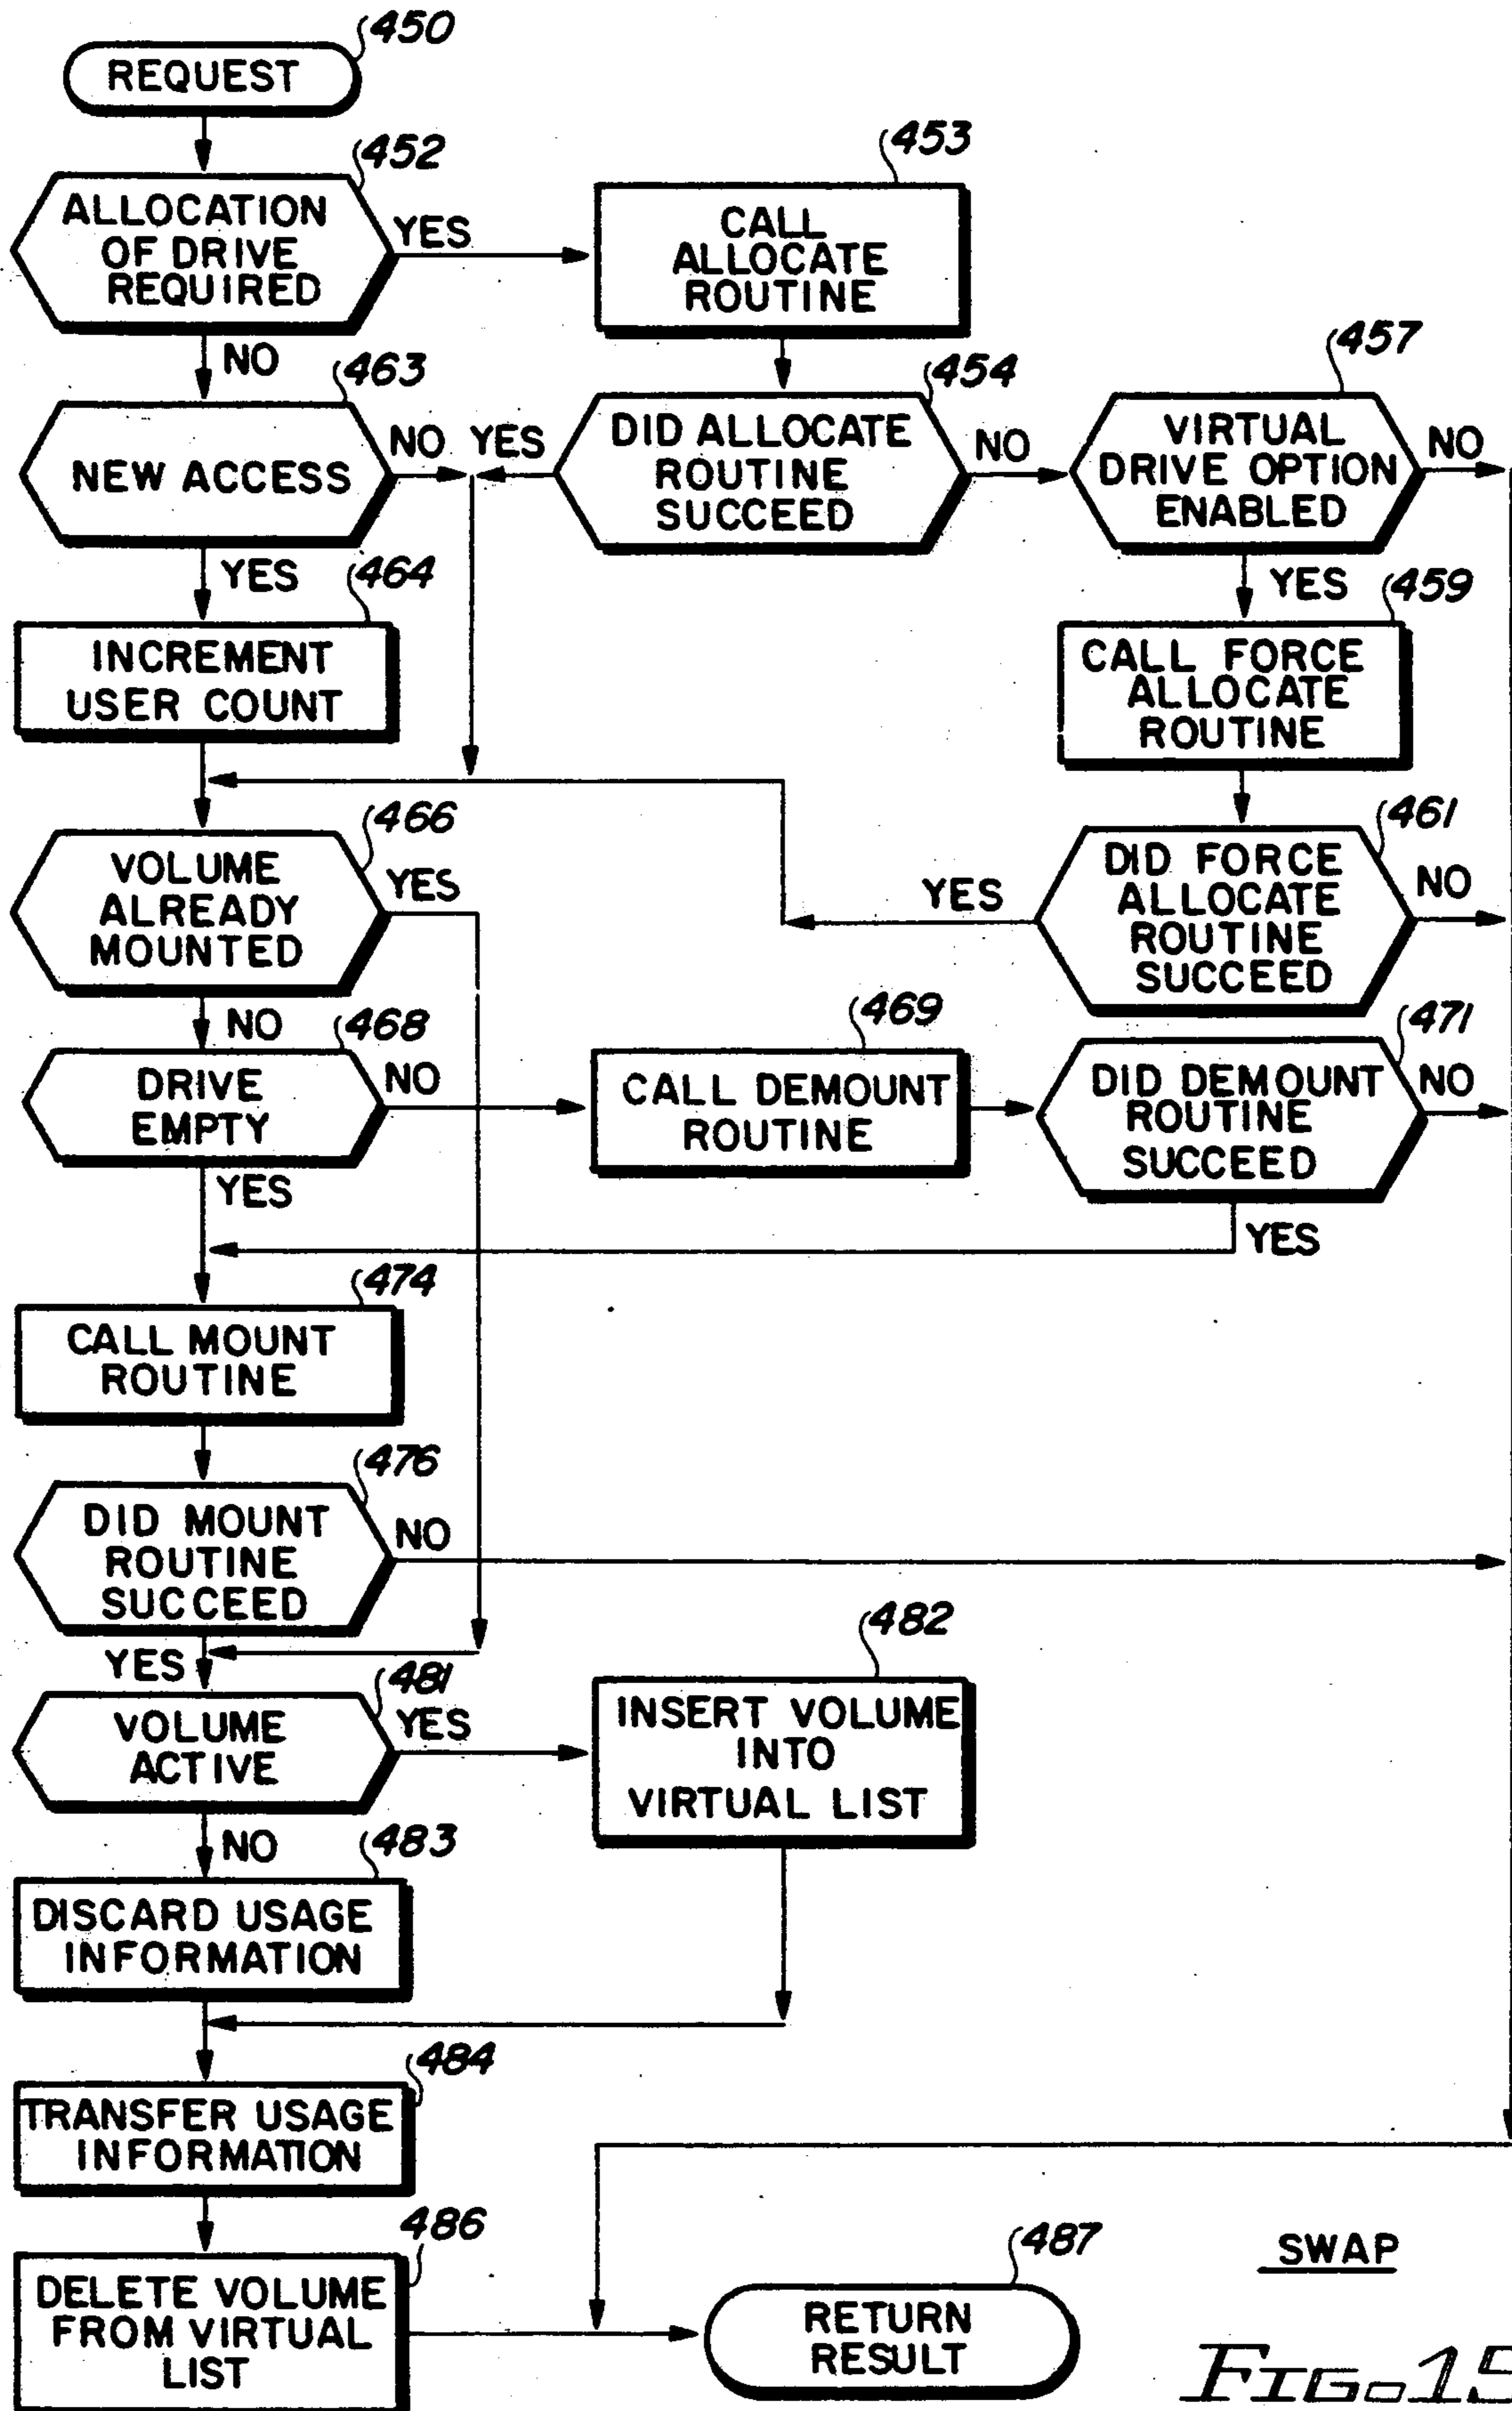 450
REQUEST
452
ALLOCATION
OF DRIVE
REQUIRED
YES
NO
453
CALL
ALLOCATE
ROUTINE
463
NEW ACCESS
NO
YES
454
DID ALLOCATE
ROUTINE
SUCCEED
YES
NO
457
VIRTUAL
DRIVE OPTION
ENABLED
NO
YES
464
INCREMENT
USER COUNT
459
CALL FORCE
ALLOCATE
ROUTINE
466
VOLUME
ALREADY
MOUNTED
YES
NO
461
DID FORCE
ALLOCATE
ROUTINE
SUCCEED
YES
NO
468
DRIVE
EMPTY
NO
YES
469
CALL DEMOUNT
ROUTINE
471
DID DEMOUNT
ROUTINE
SUCCEED
NO
YES
474
CALL MOUNT
ROUTINE
476
DID MOUNT
ROUTINE
SUCCEED
NO
YES
481
VOLUME
ACTIVE
YES
NO
482
INSERT VOLUME
INTO
VIRTUAL LIST
483
DISCARD USAGE
INFORMATION
484
TRANSFER USAGE
INFORMATION
486
DELETE VOLUME
FROM VIRTUAL
LIST
487
RETURN
RESULT
SWAP
FIG. 15